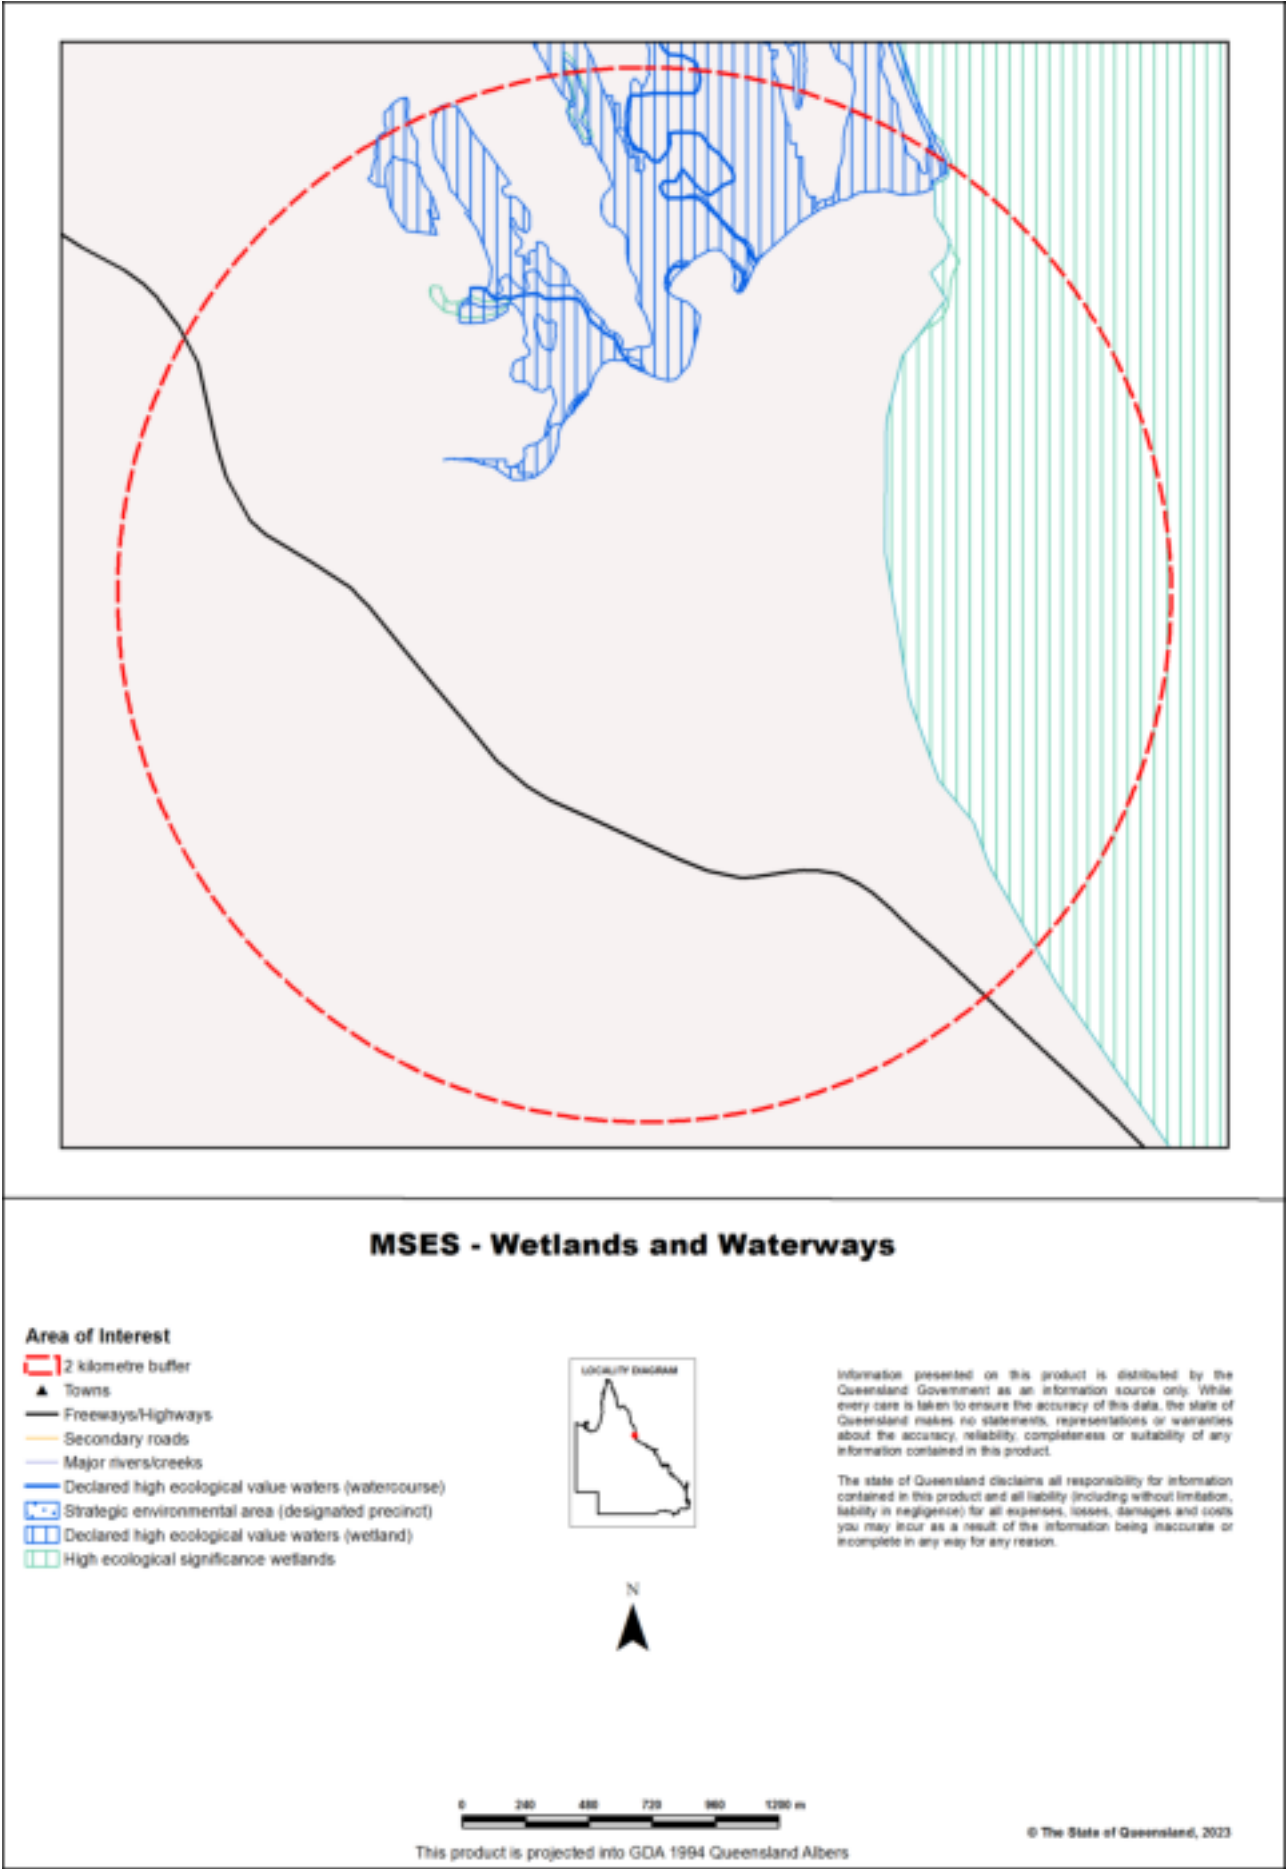 MSES - Wetlands and Waterways
Area of Interest
2 kilometre buffer
Towns
Freeways/Highways
Secondary roads
Major rivers/creeks
Declared high ecological value waters (watercourse)
Strategic environmental area (designated precinct)
Declared high ecological value waters (wetland)
High ecological significance wetlands
LOCALITY DIAGRAM
N
Information presented on this product is distributed by the
Queensland Government as an information source only. While
every care is taken to ensure the accuracy of this data, the state of
Queensland makes no statements, representations or warranties
about the accuracy, reliability, completeness or suitability of any
information contained in this product.
The state of Queensland disclaims all responsibility for information
contained in this product and all liability (including without limitation,
liability in negligence) for all expenses, losses, damages and costs
you may incur as a result of the information being inaccurate or
incomplete in any way for any reason.
0 240 480 720 960 1200 m
This product is projected into GDA 1994 Queensland Albers
© The State of Queensland, 2023